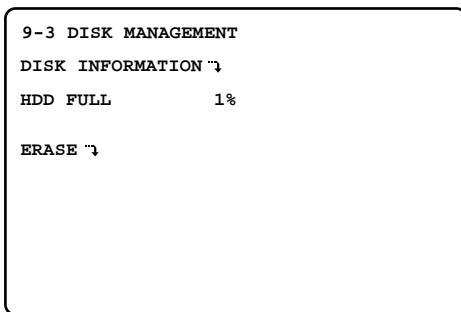 9-3 DISK MANAGEMENT
DISK INFORMATION
HDD FULL 1%
ERASE